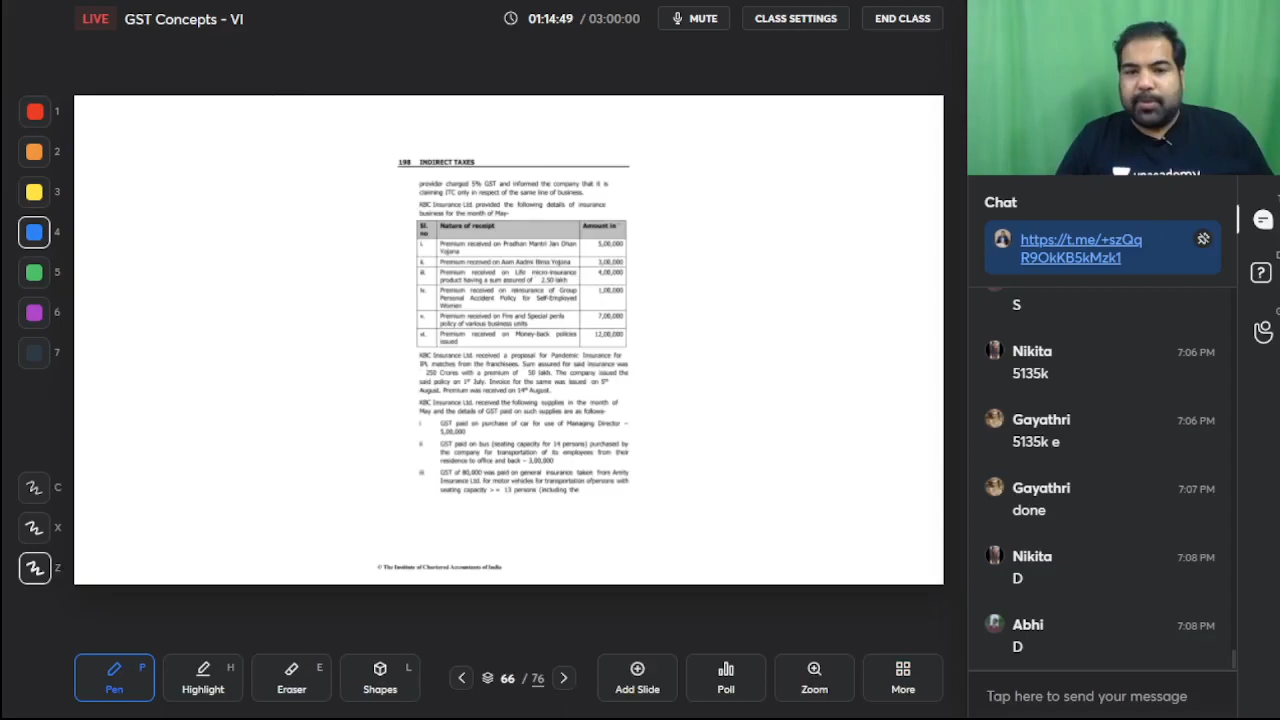 LIVE GST Concepts - VI 01:14:49 / 03:00:00 MUTE CLASS SETTINGS END CLASS
1
2
3
4
5
6
7
C
X
Z
198 INDIRECT TAXES
provider charged 5% GST and informed the company that it is
claiming ITC only in respect of the same line of business.
KBC Insurance Ltd. provided the following details of insurance
business for the month of May-
Sl. no Nature of receipt Amount in `
i. Premium received on Pradhan Mantri Jan Dhan
Yojana 5,00,000
ii. Premium received on Aam Aadmi Bima Yojana 3,00,000
iii. Premium received on Life micro-insurance
product having a sum assured of 2.50 lakh 4,00,000
iv. Premium received on reinsurance of Group
Personal Accident Policy for Self-Employed
Women 1,00,000
v. Premium received on Fire and Special perils
policy of various business units 7,00,000
vi. Premium received on Money-back policies
issued 12,00,000
KBC Insurance Ltd. received a proposal for Pandemic Insurance for
IPL matches from the franchisees. Sum assured for said insurance was
250 Crores with a premium of 50 lakh. The company issued the
said policy on 1st July. Invoice for the same was issued on 5th
August. Premium was received on 14th August.
KBC Insurance Ltd. received the following supplies in the month of
May and the details of GST paid on such supplies are as follows-
i GST paid on purchase of car for use of Managing Director –
5,00,000
ii GST paid on bus (seating capacity for 14 persons) purchased by
the company for transportation of its employees from their
residence to office and back – 3,00,000
iii GST of 80,000 was paid on general insurance taken from Amity
Insurance Ltd. for motor vehicles for transportation ofpersons with
seating capacity > = 13 persons (including the
© The Institute of Chartered Accountants of India
Pen P
Highlight H
Eraser E
Shapes L
66 / 76
Add Slide
Poll
Zoom
More
unacademy
Chat
https://t.me/+szQq
R9OkKB5kMzk1
S
Nikita 7:06 PM
5135k
Gayathri 7:06 PM
5135k e
Gayathri 7:07 PM
done
Nikita 7:08 PM
D
Abhi 7:08 PM
D
Tap here to send your message